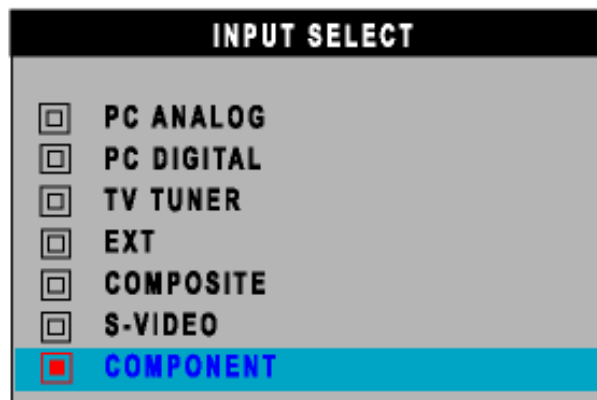 INPUT SELECT
PC ANALOG
PC DIGITAL
TV TUNER
EXT
COMPOSITE
S-VIDEO
COMPONENT